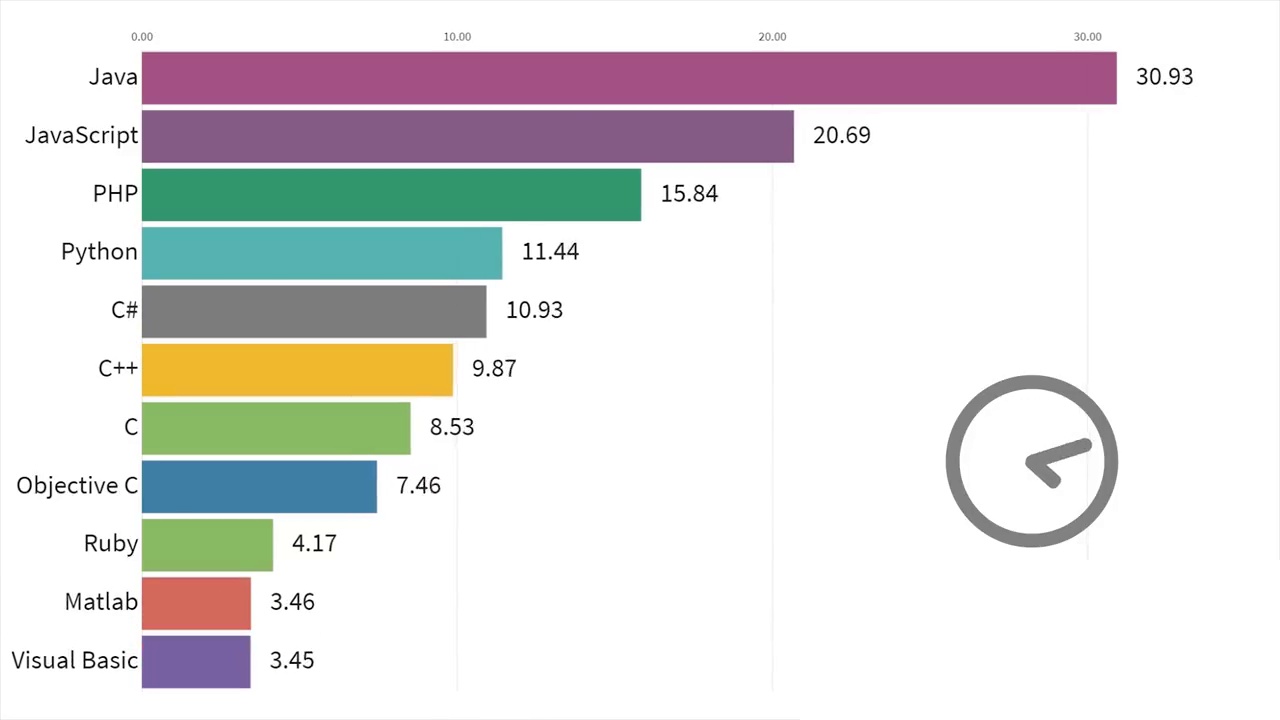 0.00 10.00 20.00 30.00
Java 30.93
JavaScript 20.69
PHP 15.84
Python 11.44
C# 10.93
C++ 9.87
C 8.53
Objective C 7.46
Ruby 4.17
Matlab 3.46
Visual Basic 3.45